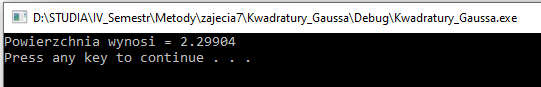 D:\STUDIA\IV_Semestr\Metody\zajecia7\Kwadratury_Gaussa\Debug\Kwadratury_Gaussa.exe
Powierzchnia wynosi = 2.29904
Press any key to continue . . .